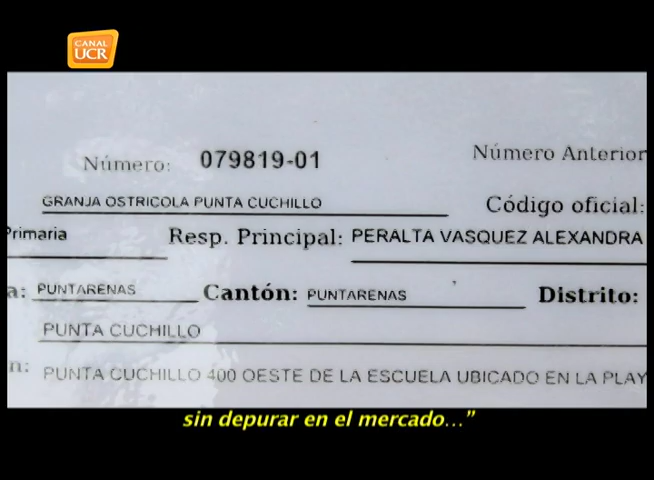 CANAL
UCR
Número: 079819-01 Número Anterior
GRANJA OSTRICOLA PUNTA CUCHILLO Código oficial:
Primaria Resp. Principal: PERALTA VASQUEZ ALEXANDRA
a: PUNTARENAS Cantón: PUNTARENAS Distrito:
PUNTA CUCHILLO
n: PUNTA CUCHILLO 400 OESTE DE LA ESCUELA UBICADO EN LA PLAY
sin depurar en el mercado...”